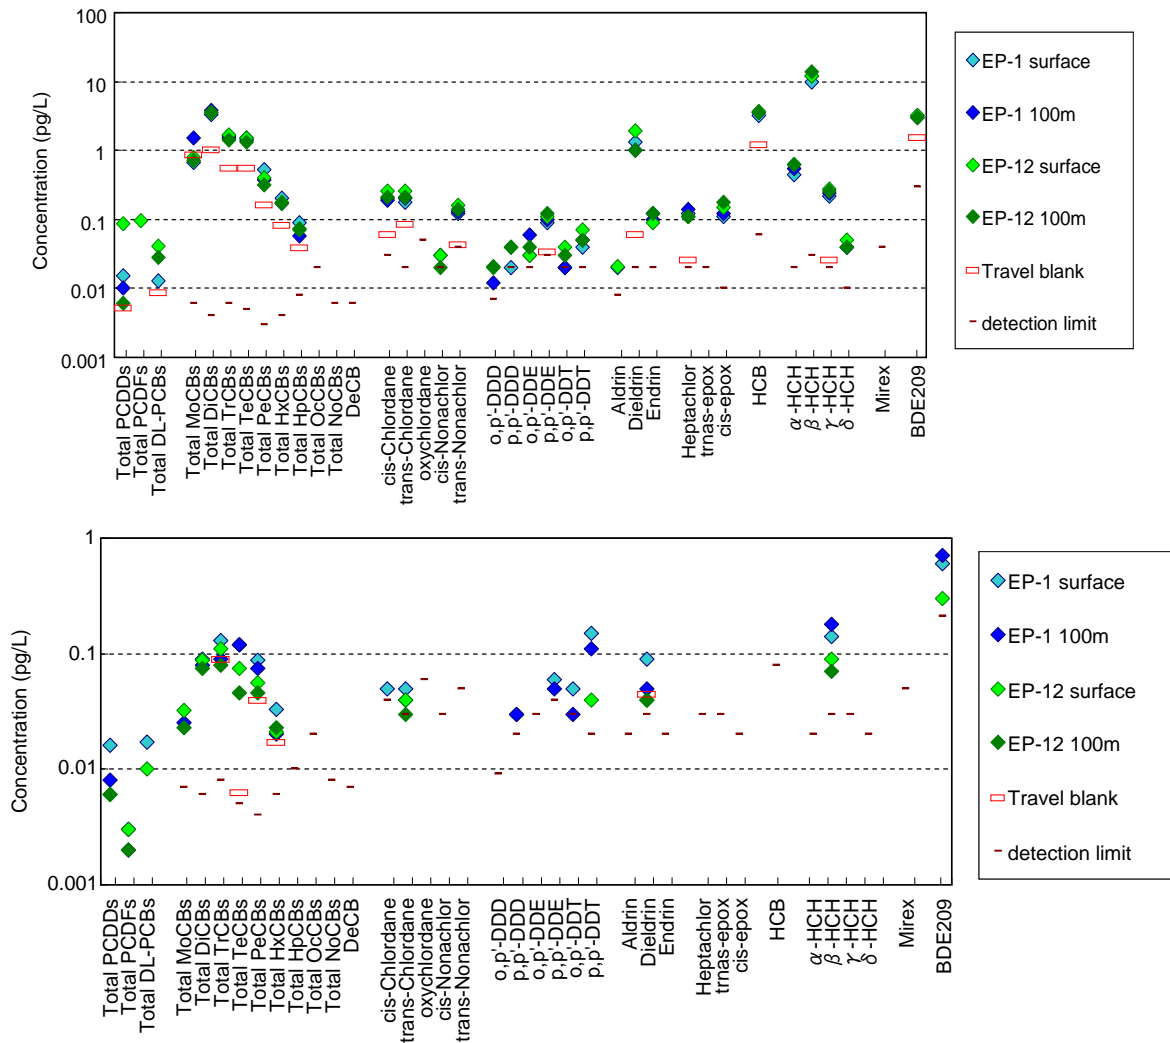 100
10
1
0.1
0.01
0.001
Concentration (pg/L)
Total PCDDs
Total PCDFs
Total DL-PCBs
Total MoCBs
Total DiCBs
Total TrCBs
Total TeCBs
Total PeCBs
Total HxCBs
Total HpCBs
Total OcCBs
Total NoCBs
DeCB
cis-Chlordane
trans-Chlordane
oxychlordane
cis-Nonachlor
trans-Nonachlor
o,p'-DDD
p,p'-DDD
o,p'-DDE
p,p'-DDE
o,p'-DDT
p,p'-DDT
Aldrin
Dieldrin
Endrin
Heptachlor
trnas-epox
cis-epox
HCB
α-HCH
β-HCH
γ-HCH
δ-HCH
Mirex
BDE209
EP-1 surface
EP-1 100m
EP-12 surface
EP-12 100m
Travel blank
detection limit
1
0.1
0.01
0.001
Concentration (pg/L)
Total PCDDs
Total PCDFs
Total DL-PCBs
Total MoCBs
Total DiCBs
Total TrCBs
Total TeCBs
Total PeCBs
Total HxCBs
Total HpCBs
Total OcCBs
Total NoCBs
DeCB
cis-Chlordane
trans-Chlordane
oxychlordane
cis-Nonachlor
trans-Nonachlor
o,p'-DDD
p,p'-DDD
o,p'-DDE
p,p'-DDE
o,p'-DDT
p,p'-DDT
Aldrin
Dieldrin
Endrin
Heptachlor
trnas-epox
cis-epox
HCB
α-HCH
β-HCH
γ-HCH
δ-HCH
Mirex
BDE209
EP-1 surface
EP-1 100m
EP-12 surface
EP-12 100m
Travel blank
detection limit